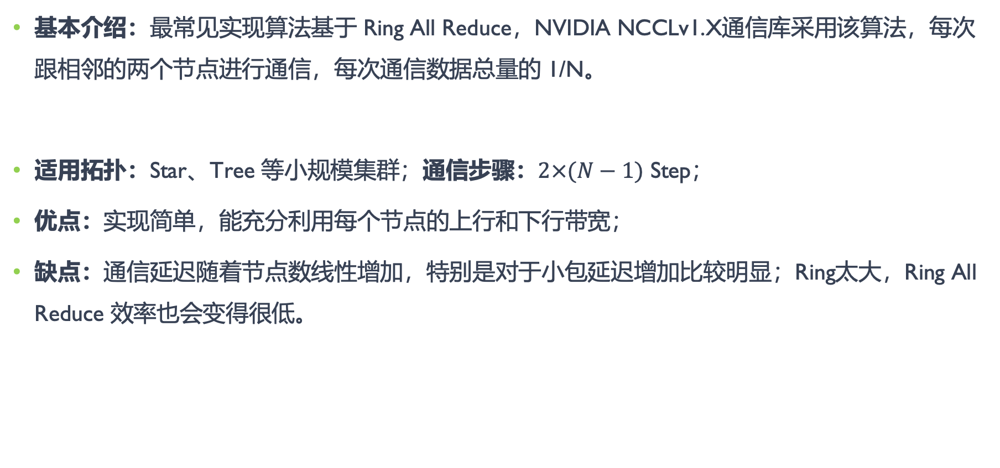 • 基本介绍：最常见实现算法基于 Ring All Reduce，NVIDIA NCCLv1.X通信库采用该算法，每次
跟相邻的两个节点进行通信，每次通信数据总量的 1/N。
• 适用拓扑：Star、Tree 等小规模集群；通信步骤：2×(N − 1) Step；
• 优点：实现简单，能充分利用每个节点的上行和下行带宽；
• 缺点：通信延迟随着节点数线性增加，特别是对于小包延迟增加比较明显；Ring太大，Ring All
Reduce 效率也会变得很低。